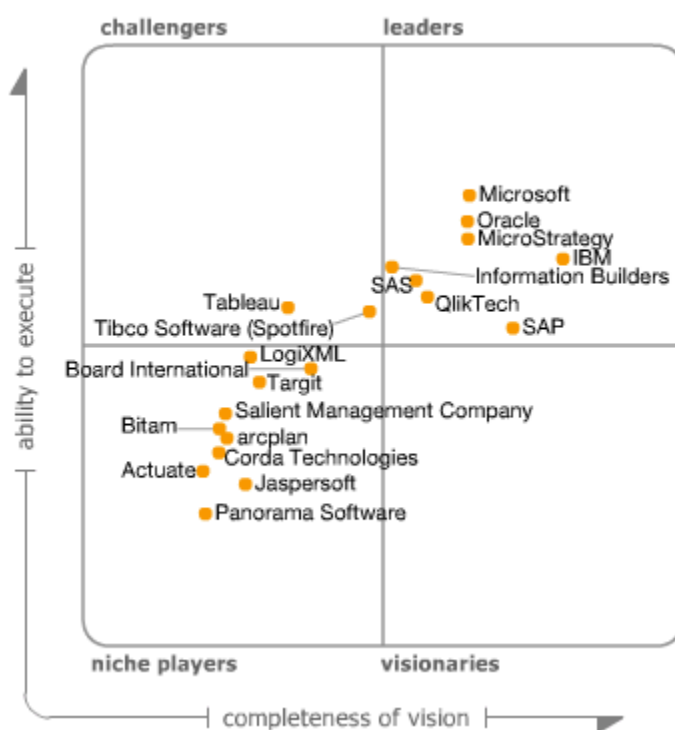 challengers
leaders
Microsoft
Oracle
MicroStrategy
IBM
Information Builders
SAS
QlikTech
Tableau
Tibco Software (Spotfire)
SAP
LogiXML
Board International
Targit
Salient Management Company
Bitam
arcplan
Corda Technologies
Actuate
Jaspersoft
Panorama Software
niche players
visionaries
ability to execute
completeness of vision